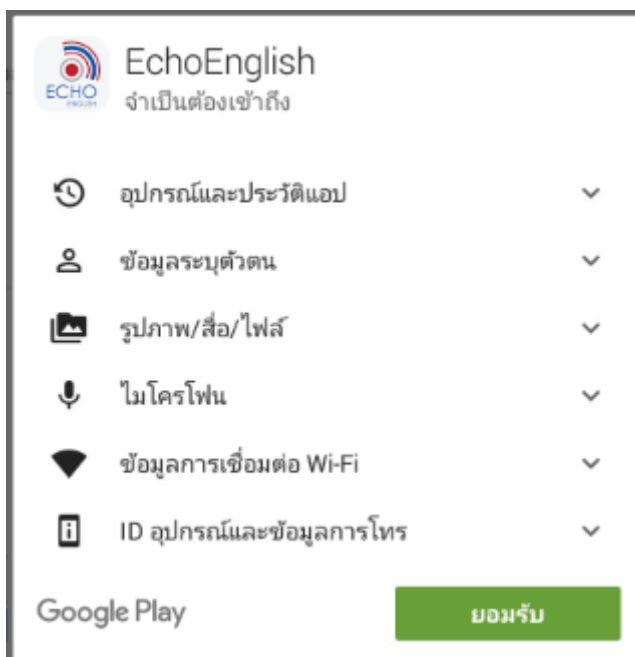 ECHO
ENGLISH
EchoEnglish
จำเป็นต้องเข้าถึง
อุปกรณ์และประวัติแอป
ข้อมูลระบุตัวตน
รูปภาพ/สื่อ/ไฟล์
ไมโครโฟน
ข้อมูลการเชื่อมต่อ Wi-Fi
ID อุปกรณ์และข้อมูลการโทร
Google Play
ยอมรับ